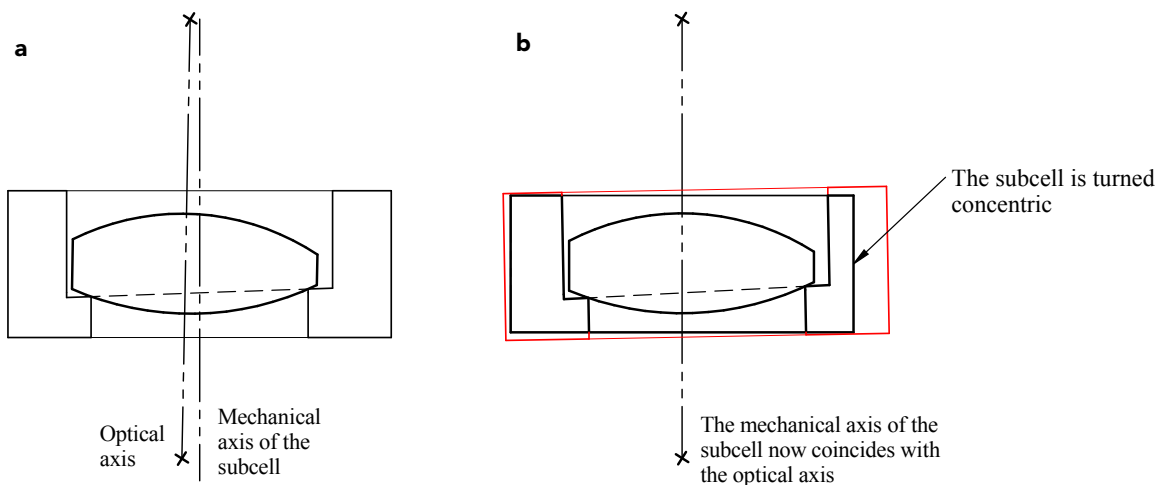 a
b
The subcell is turned
concentric
Optical
axis
Mechanical
axis of the
subcell
The mechanical axis of the
subcell now coincides with
the optical axis